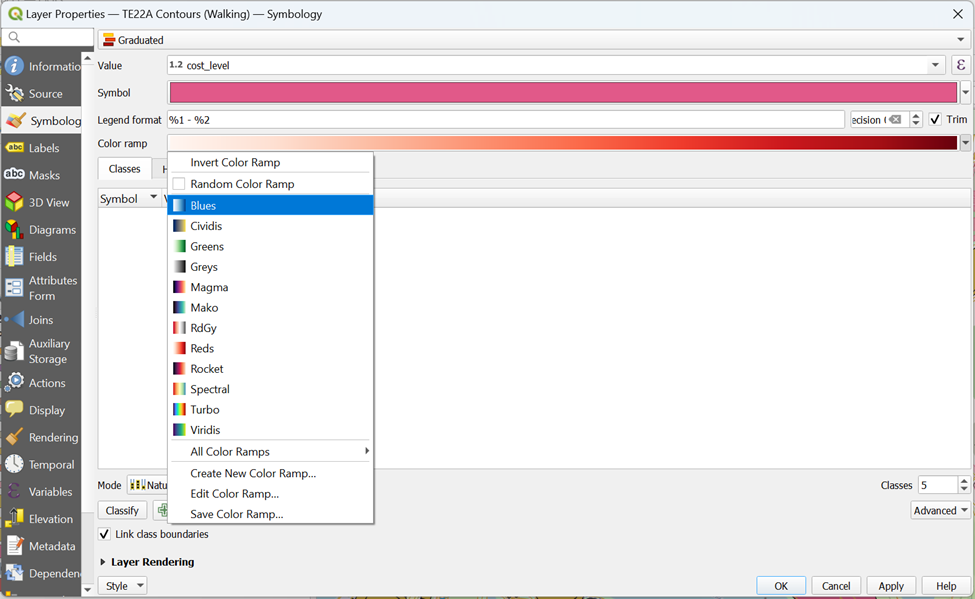 Layer Properties — TE22A Contours (Walking) — Symbology
Graduated
Informatio
Source
Symbolog
Labels
Masks
3D View
Diagrams
Fields
Attributes
Form
Joins
Auxiliary
Storage
Actions
Display
Rendering
Temporal
Variables
Elevation
Metadata
Dependen
Value
1.2 cost_level
ε
Symbol
Legend format
%1 - %2
ecision (
Trim
Color ramp
Classes
H
Symbol
V
Invert Color Ramp
Random Color Ramp
Blues
Cividis
Greens
Greys
Magma
Mako
RdGy
Reds
Rocket
Spectral
Turbo
Viridis
All Color Ramps
Create New Color Ramp...
Edit Color Ramp...
Save Color Ramp...
Mode
Natu
Classes
5
Classify
Advanced
Link class boundaries
Layer Rendering
Style
OK
Cancel
Apply
Help